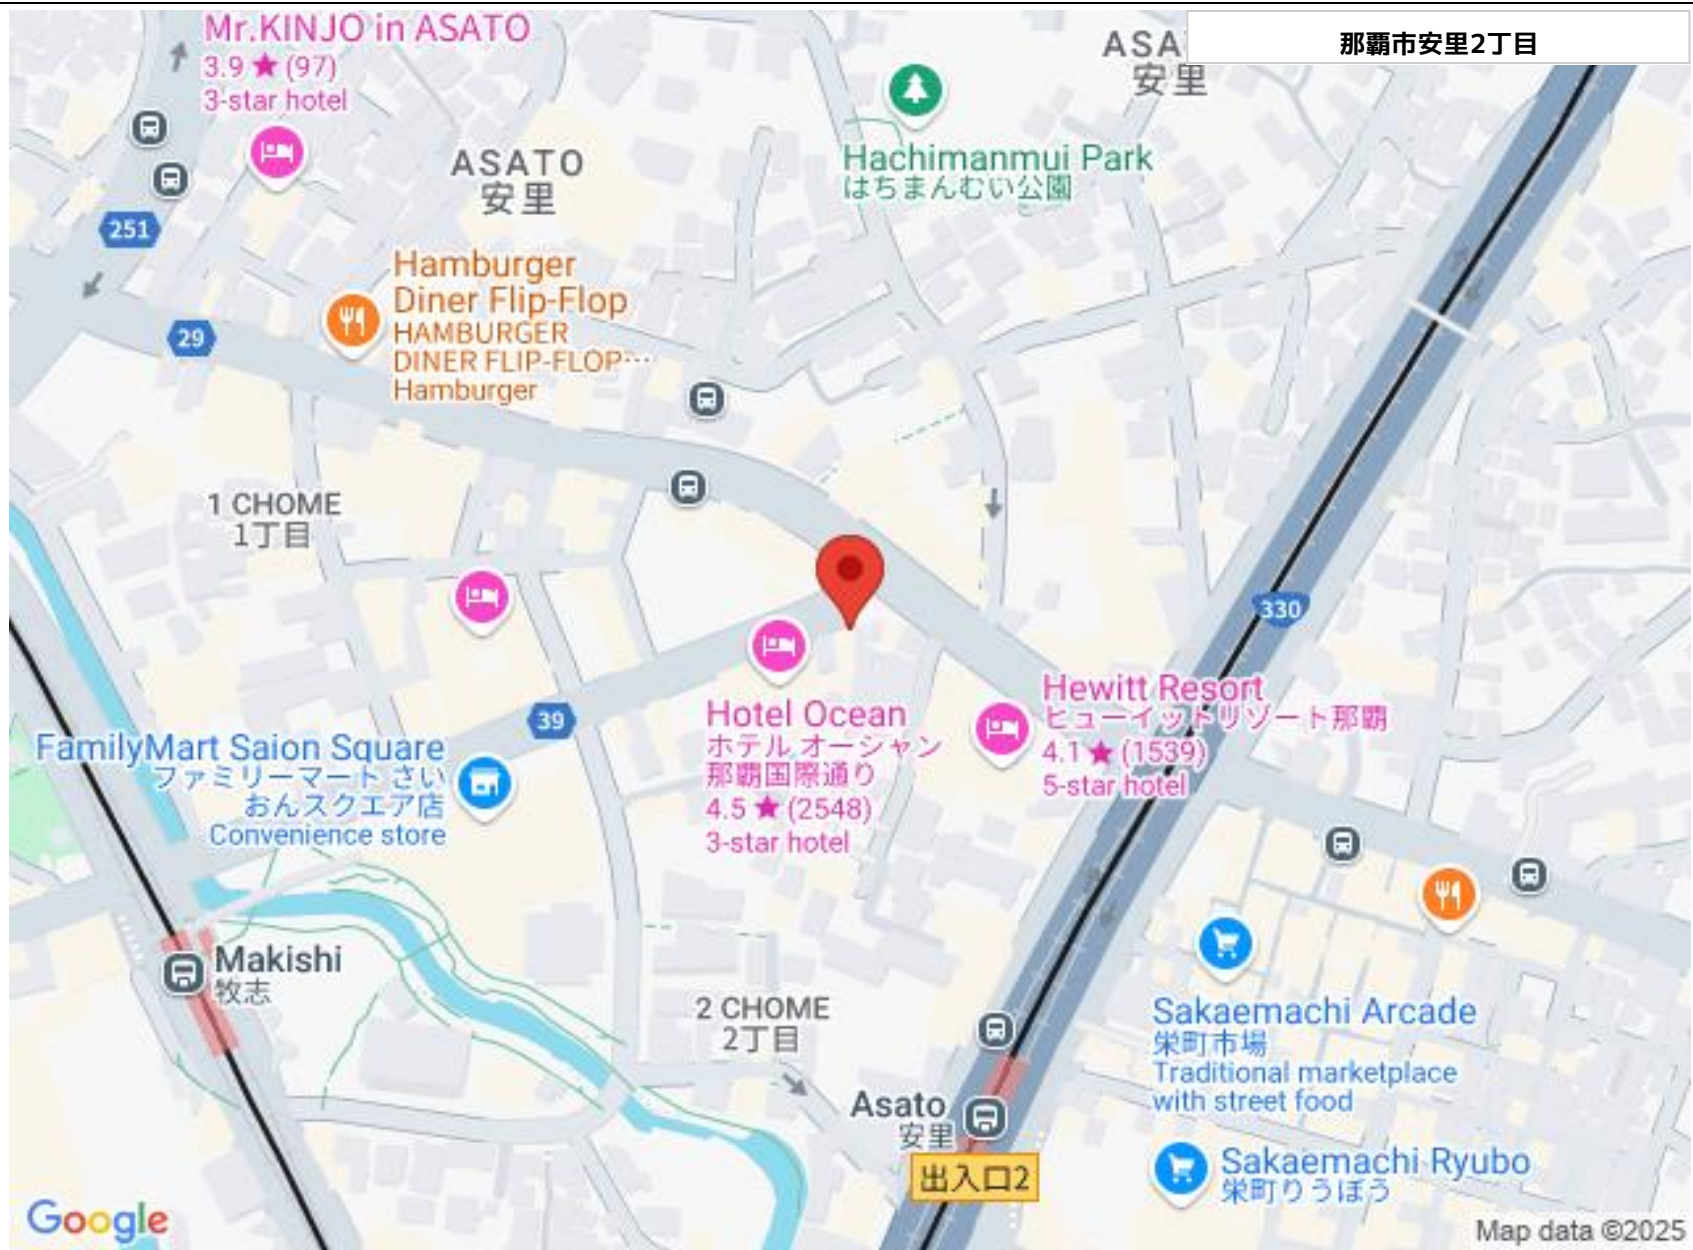 Mr.KINJO in ASATO
3.9 ★ (97)
3-star hotel
那覇市安里2丁目
ASA
安里
ASATO
安里
Hachimanmui Park
はちまんむい公園
251
Hamburger
Diner Flip-Flop
HAMBURGER
DINER FLIP-FLOP…
Hamburger
29
1 CHOME
1丁目
330
39
Hotel Ocean
ホテル オーシャン
那覇国際通り
4.5 ★ (2548)
3-star hotel
Hewitt Resort
ヒューイットリゾート那覇
4.1 ★ (1539)
5-star hotel
FamilyMart Saion Square
ファミリーマート さい
おんスクエア店
Convenience store
Makishi
牧志
2 CHOME
2丁目
Sakaemachi Arcade
栄町市場
Traditional marketplace
with street food
Asato
安里
出入口2
Sakaemachi Ryubo
栄町りうぼう
Google
Map data ©2025